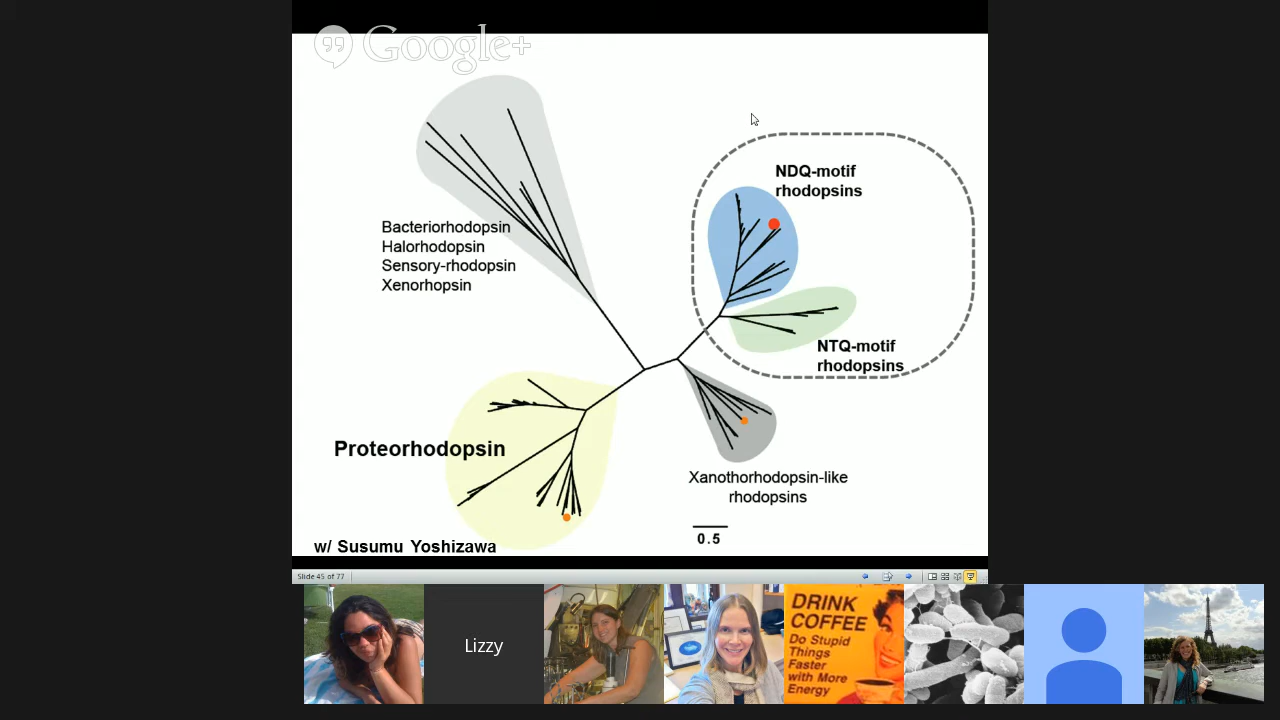 Google+
NDQ-motif
rhodopsins
Bacteriorhodopsin
Halorhodopsin
Sensory-rhodopsin
Xenorhopsin
NTQ-motif
rhodopsins
Proteorhodopsin
Xanothorhodopsin-like
rhodopsins
0.5
w/ Susumu Yoshizawa
Slide 45 of 77
Lizzy
DRINK
COFFEE
Do Stupid
Things
Faster
with More
Energy